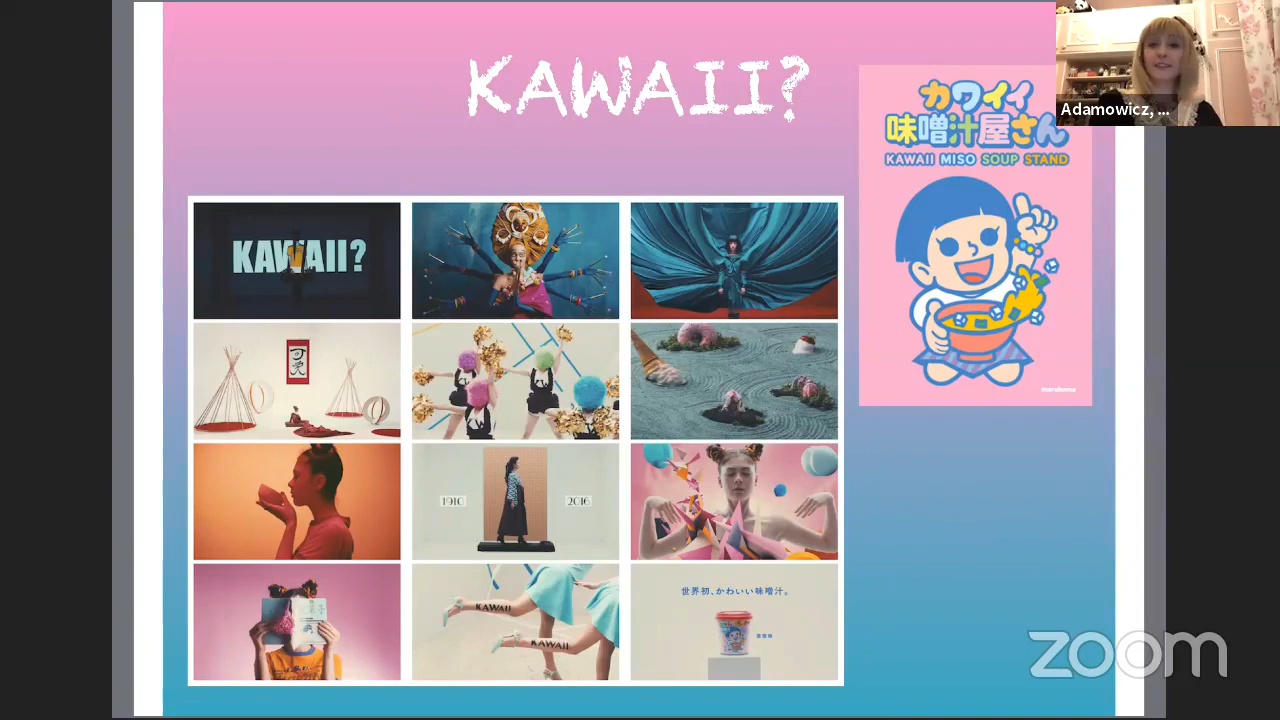 KAWAII?
カワイイ
味噌汁屋さん
KAWAII MISO SOUP STAND
Adamowicz, ...
KAWAII?
可
1910
2016
KAWAII
KAWAII
世界初、かわいい味噌汁。
zoom